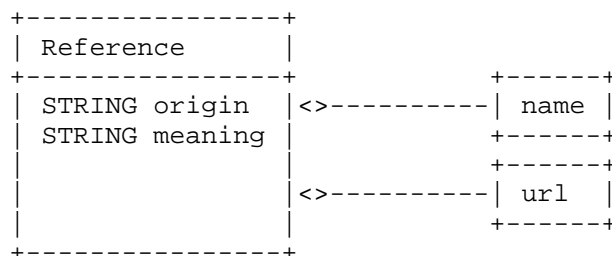 +----------------+
| Reference      |
+----------------+            +------+
| STRING origin  |<>----------| name |
| STRING meaning |            +------+
|                |            +------+
|                |<>----------| url  |
|                |            +------+
+----------------+